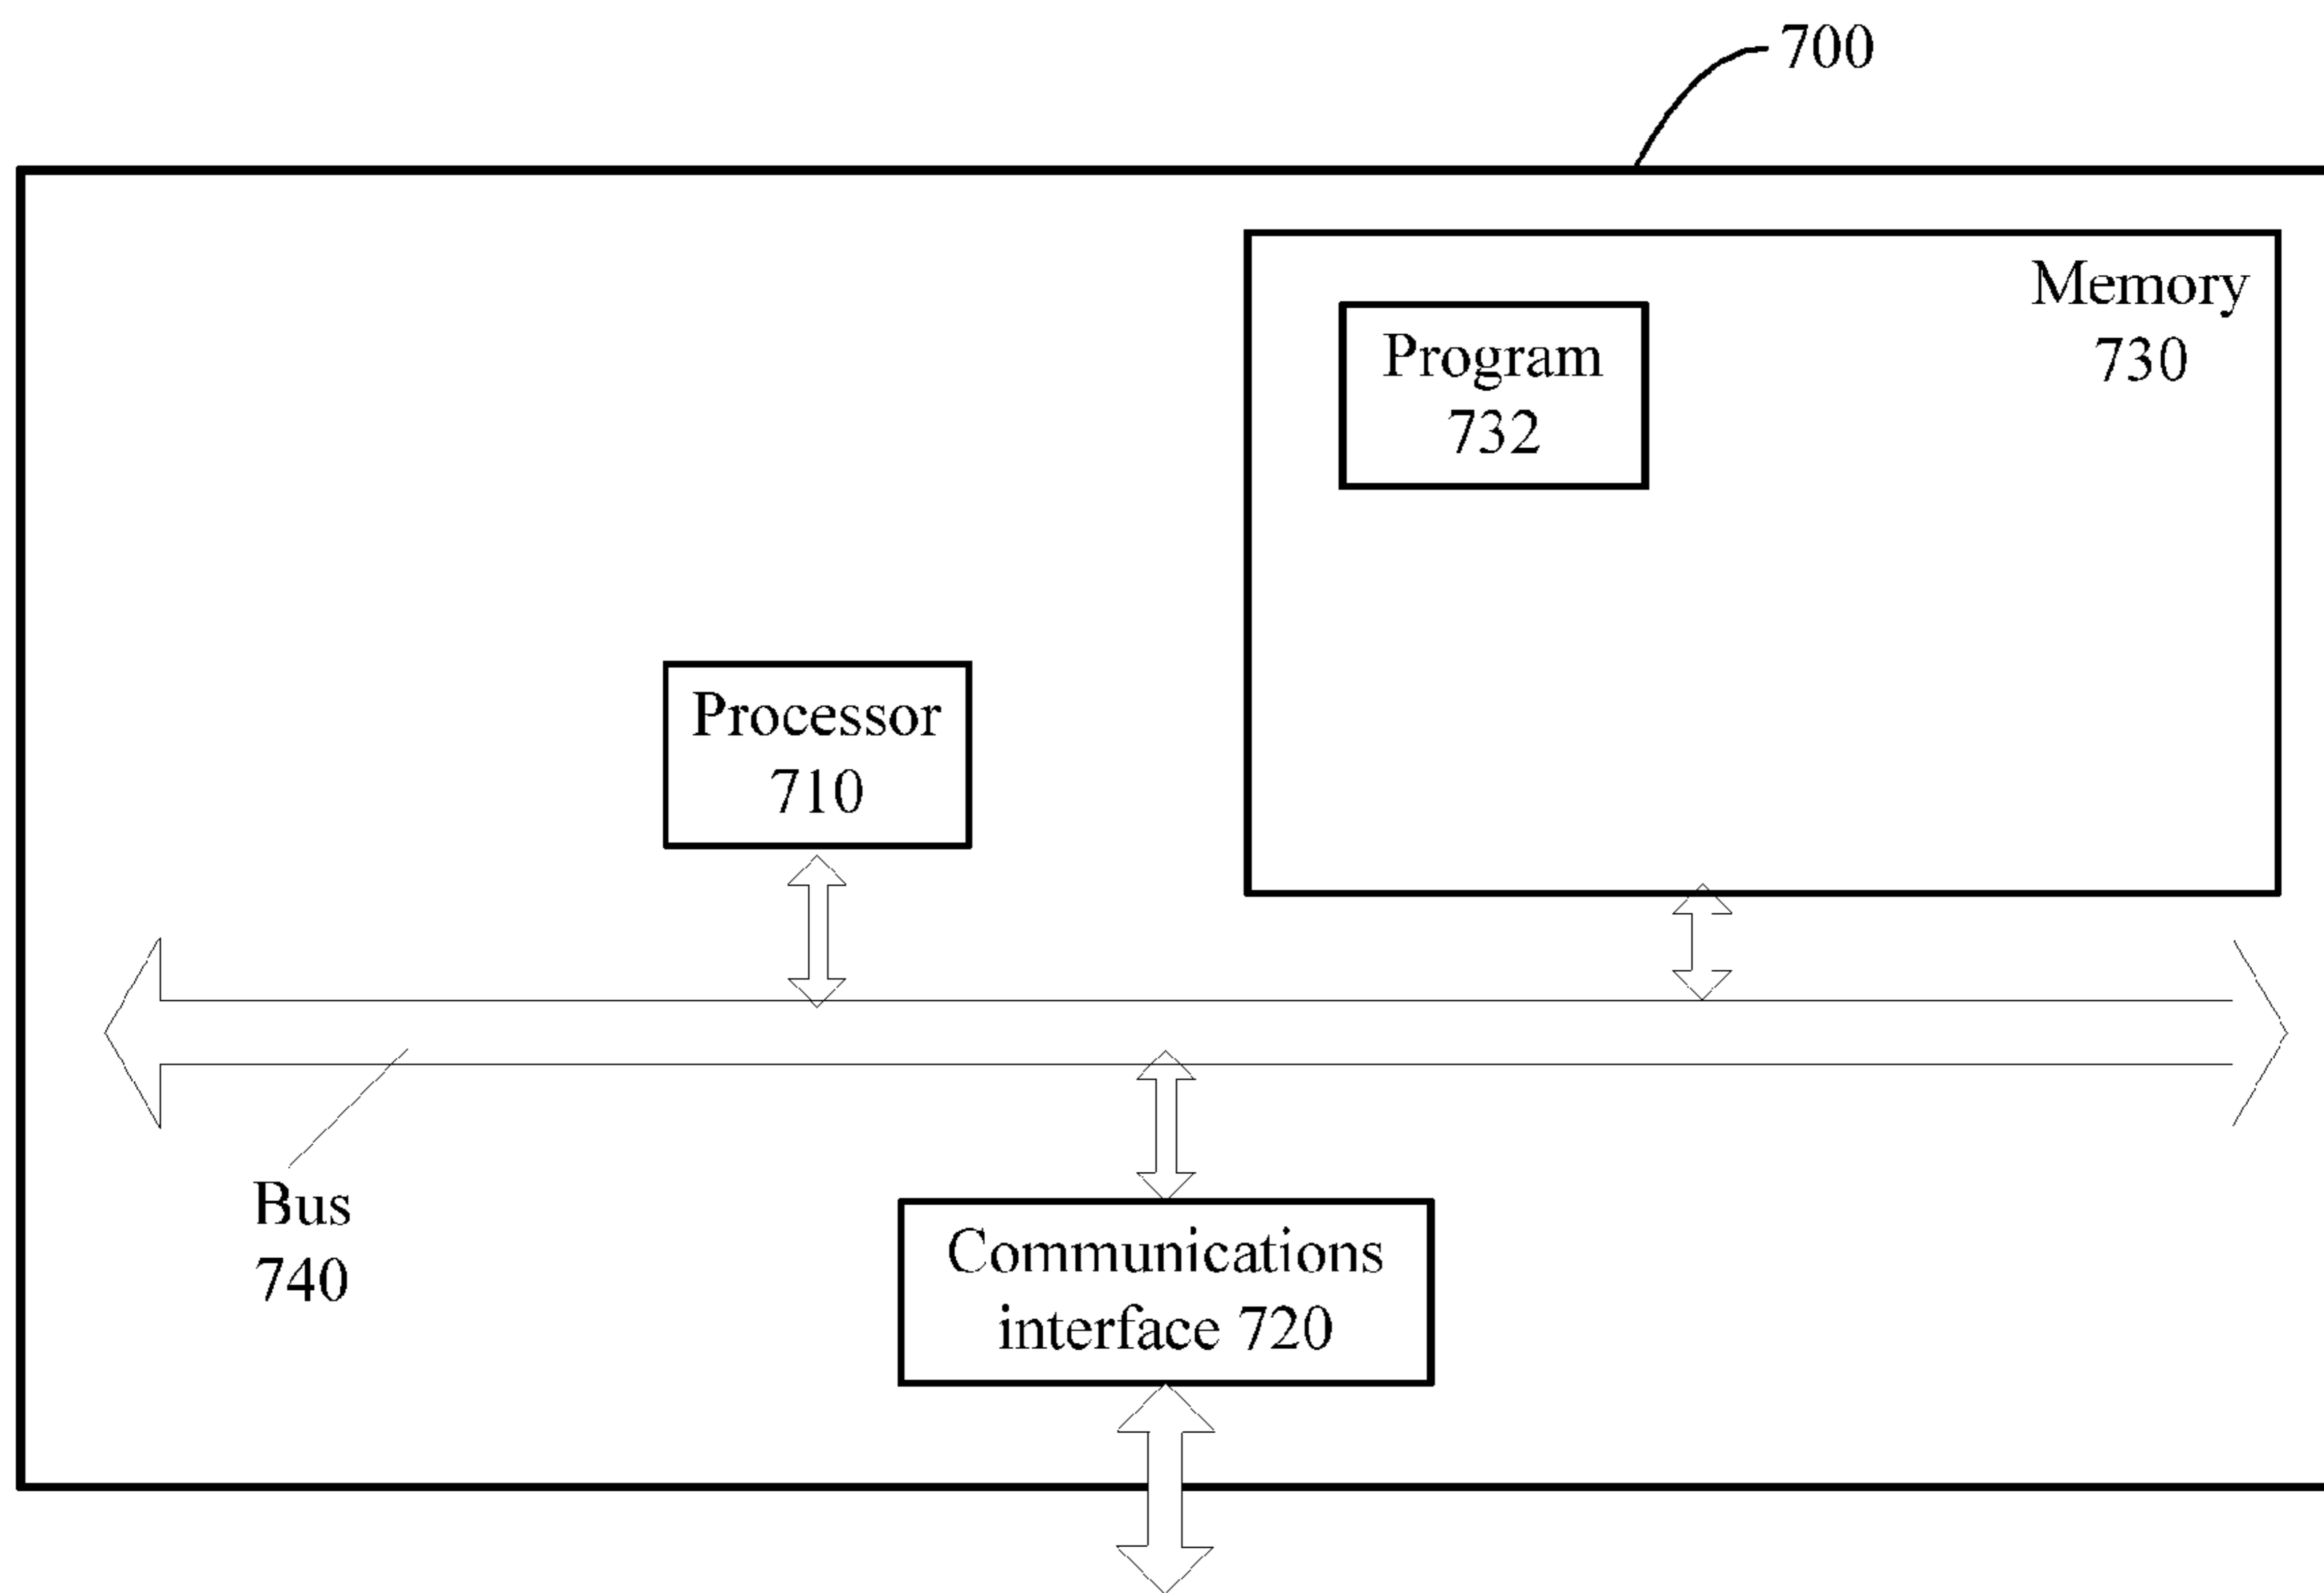 700
Memory
730
Program
732
Processor
710
Bus
740
Communications
interface 720